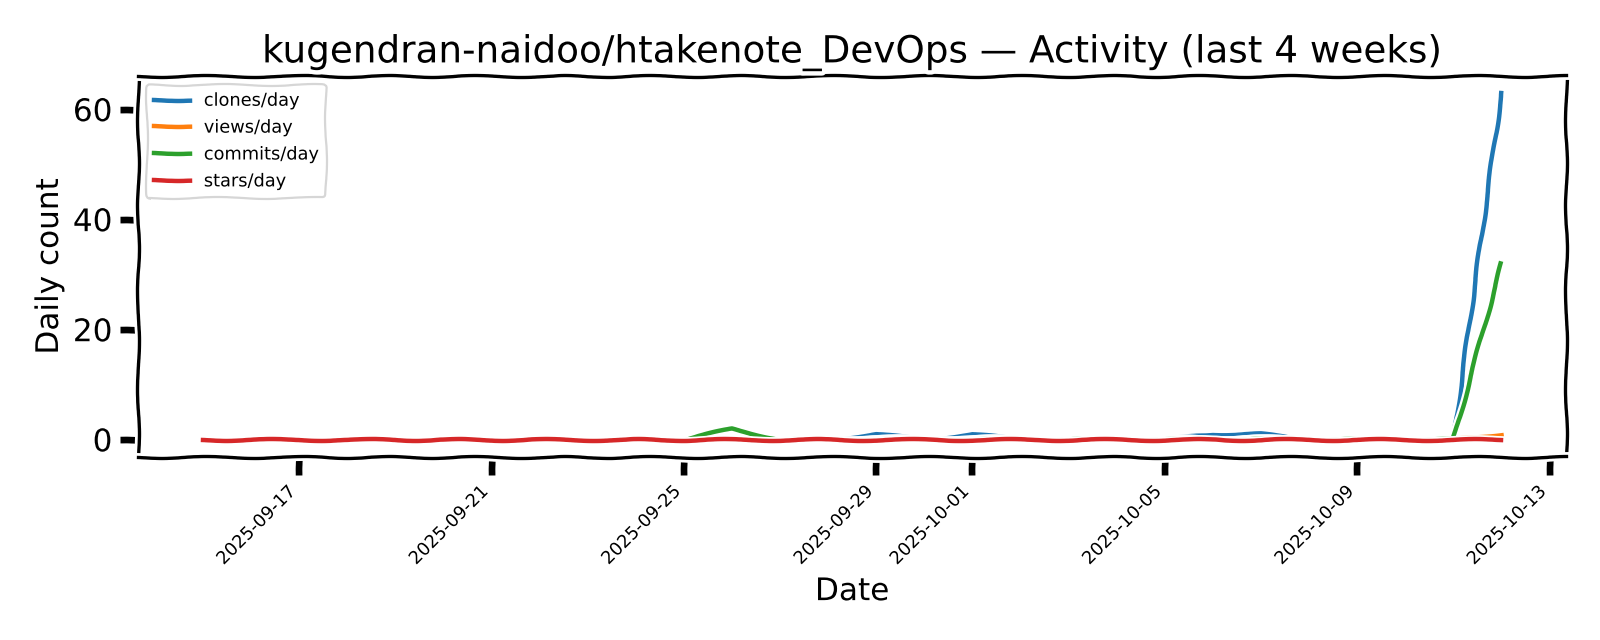 kugendran-naidoo/htakenote_DevOps — Activity (last 4 weeks)
clones/day
views/day
commits/day
stars/day
Daily count
60
40
20
0
2025-09-17
2025-09-21
2025-09-25
2025-09-29
2025-10-01
2025-10-05
2025-10-09
2025-10-13
Date